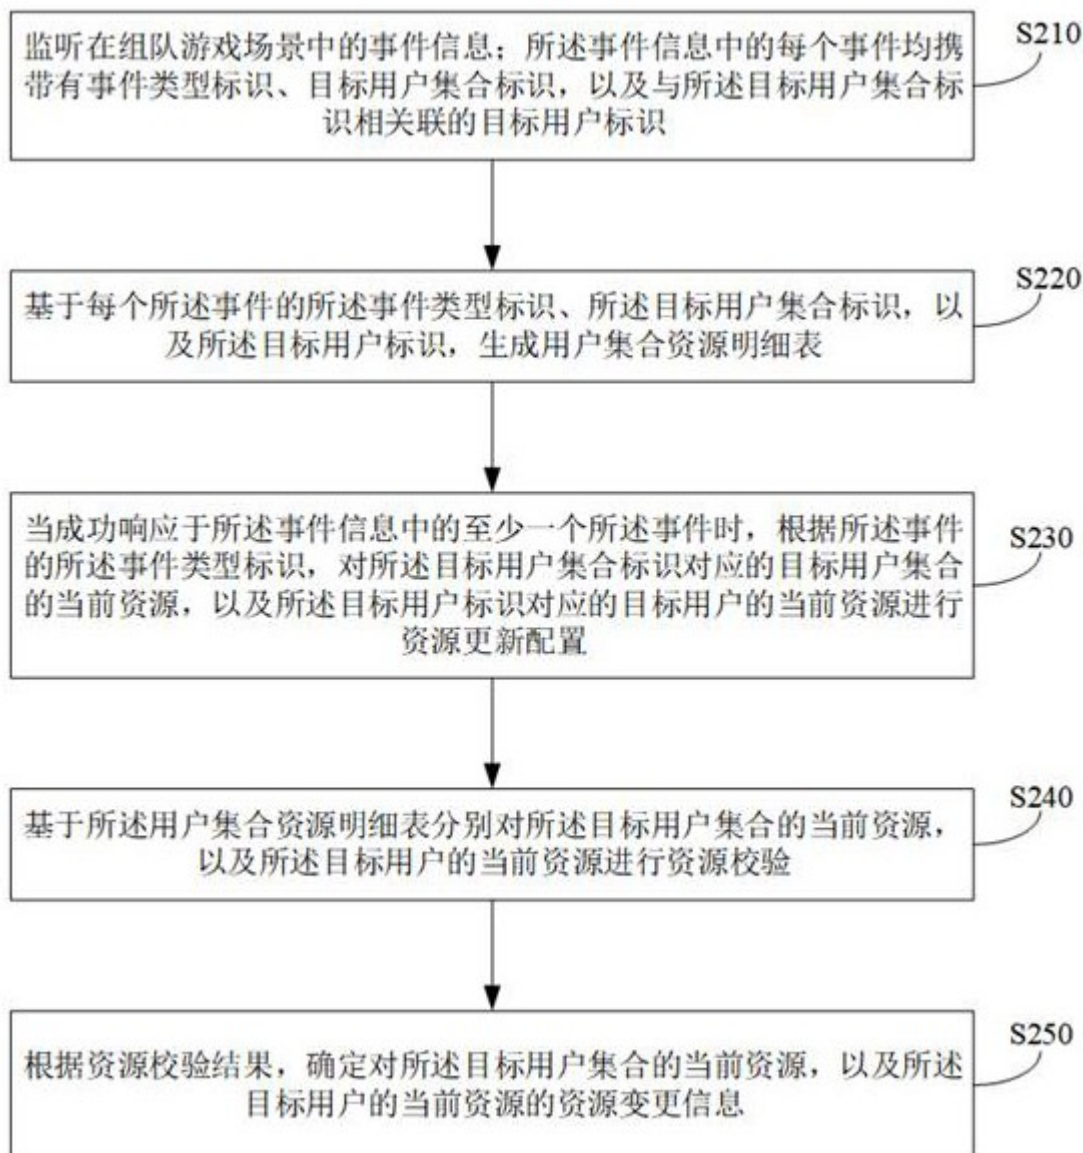 监听在组队游戏场景中的事件信息；所述事件信息中的每个事件均携
带有事件类型标识、目标用户集合标识，以及与所述目标用户集合标
识相关联的目标用户标识
S210
基于每个所述事件的所述事件类型标识、所述目标用户集合标识，以
及所述目标用户标识，生成用户集合资源明细表
S220
当成功响应于所述事件信息中的至少一个所述事件时，根据所述事件
的所述事件类型标识，对所述目标用户集合标识对应的目标用户集合
的当前资源，以及所述目标用户标识对应的目标用户的当前资源进行
资源更新配置
S230
基于所述用户集合资源明细表分别对所述目标用户集合的当前资源，
以及所述目标用户的当前资源进行资源校验
S240
根据资源校验结果，确定对所述目标用户集合的当前资源，以及所述
目标用户的当前资源的资源变更信息
S250